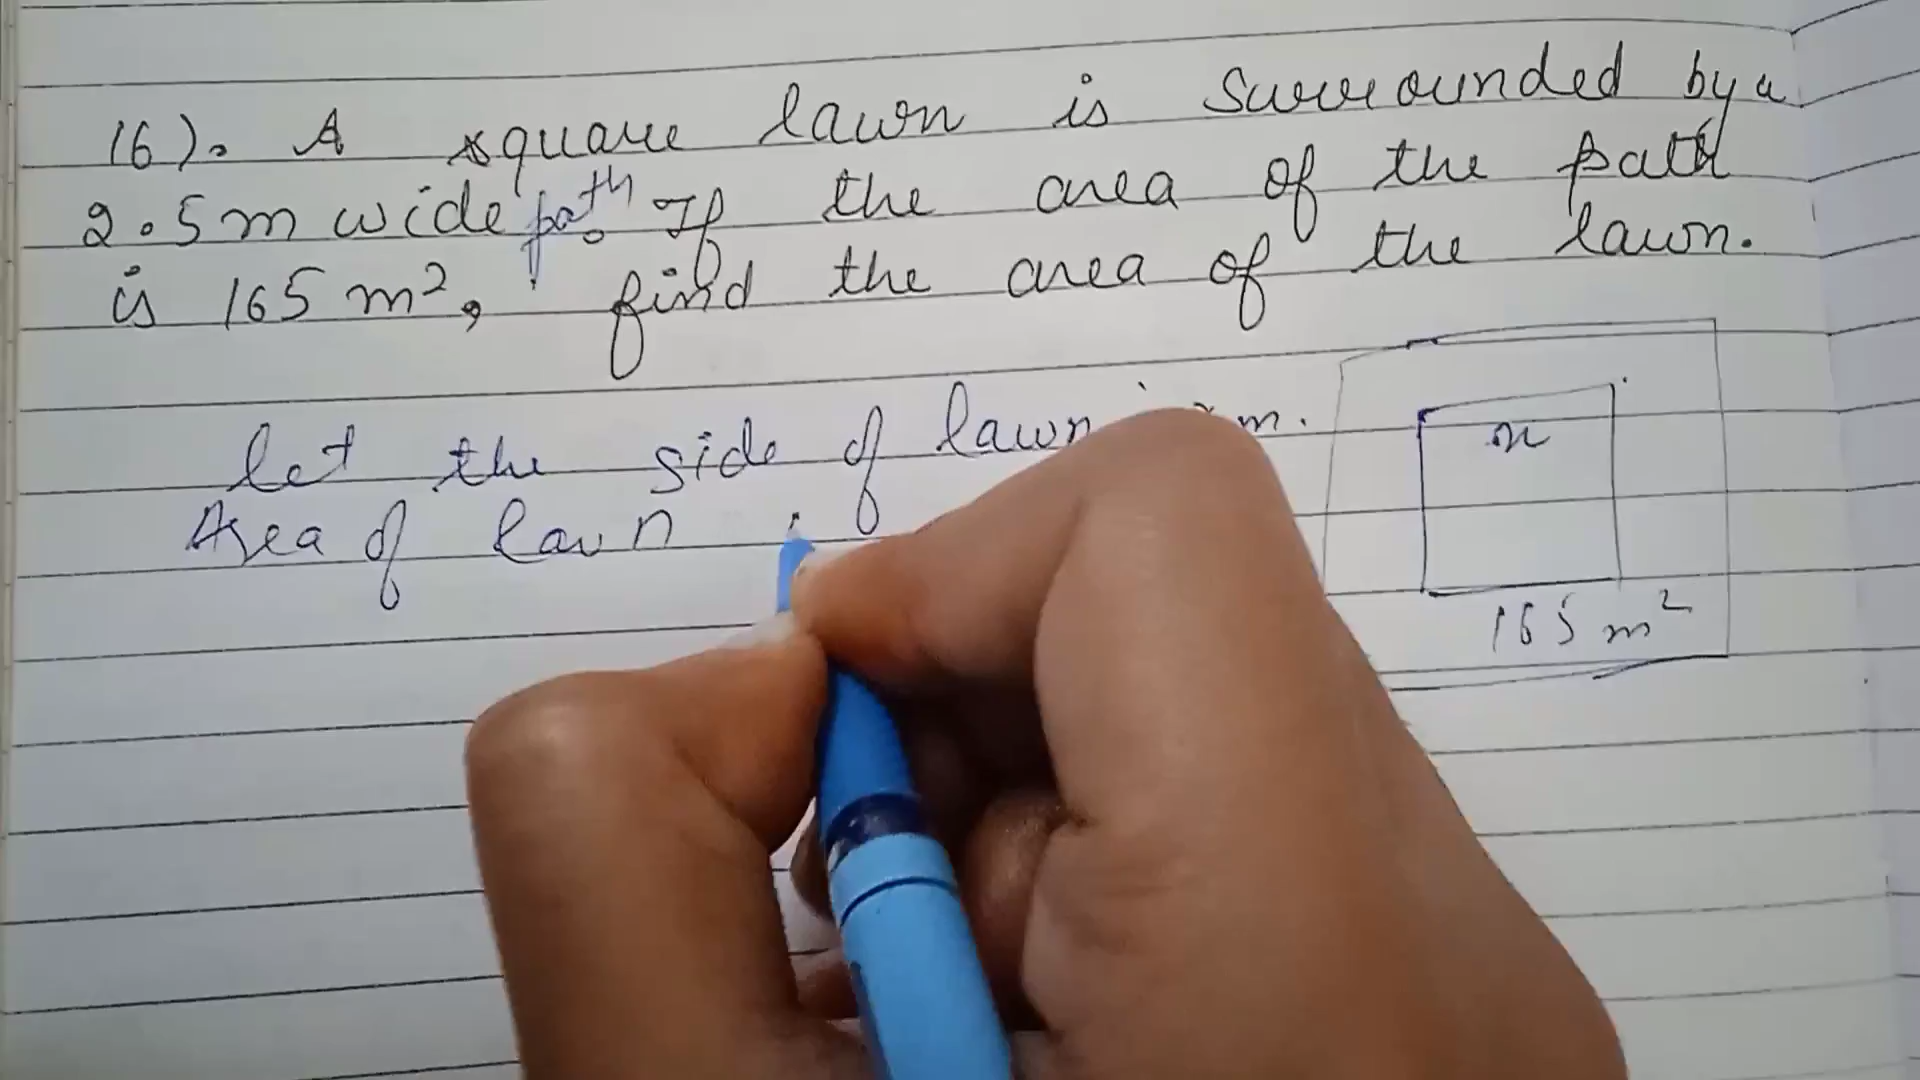 16). A square lawn is surrounded by a
2.5m wide path. If the area of the path
is 165 m², find the area of the lawn.
let the side of lawn m.
Area of lawn
x
165 m²